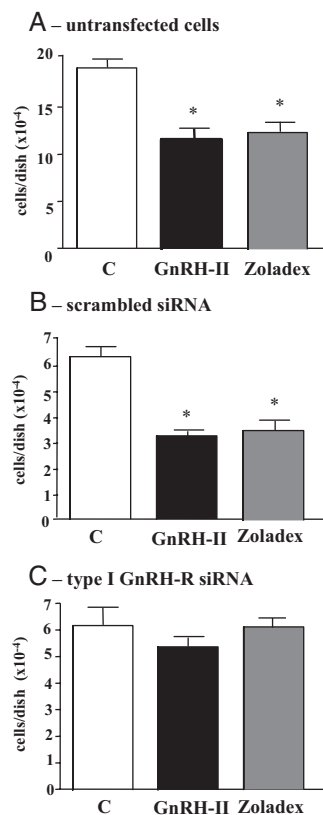 A – untransfected cells
cells/dish (x10⁻⁴)
20
15
10
5
0
*
*
C
GnRH-II
Zoladex
B – scrambled siRNA
cells/dish (x10⁻⁴)
7
6
5
4
3
2
1
0
*
*
C
GnRH-II
Zoladex
C – type I GnRH-R siRNA
cells/dish (x10⁻⁴)
7
6
5
4
3
2
1
0
C
GnRH-II
Zoladex